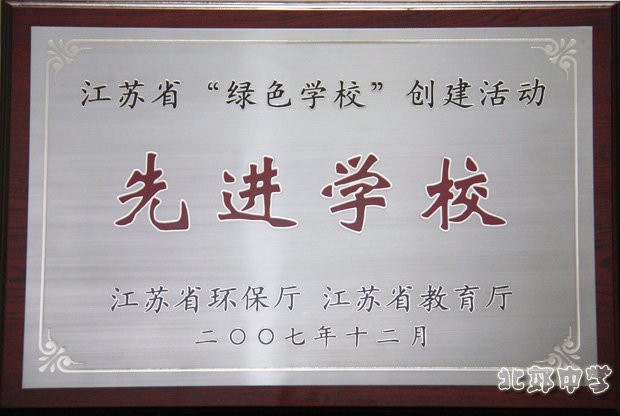 江苏省“绿色学校”创建活动
先进学校
江苏省环保厅 江苏省教育厅
二〇〇七年十二月
北郊中学